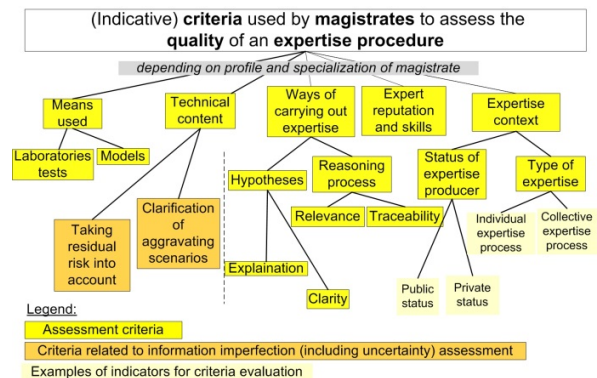 (Indicative) criteria used by magistrates to assess the
quality of an expertise procedure
depending on profile and specialization of magistrate
Means
used
Technical
content
Ways of
carrying out
expertise
Expert
reputation
and skills
Expertise
context
Laboratories
tests
Models
Hypotheses
Reasoning
process
Status of
expertise
producer
Type of
expertise
Taking
residual
risk into
account
Clarification
of
aggravating
scenarios
Relevance
Traceability
Individual
expertise
process
Collective
expertise
process
Explaination
Clarity
Public
status
Private
status
Legend:
Assessment criteria
Criteria related to information imperfection (including uncertainty) assessment
Examples of indicators for criteria evaluation